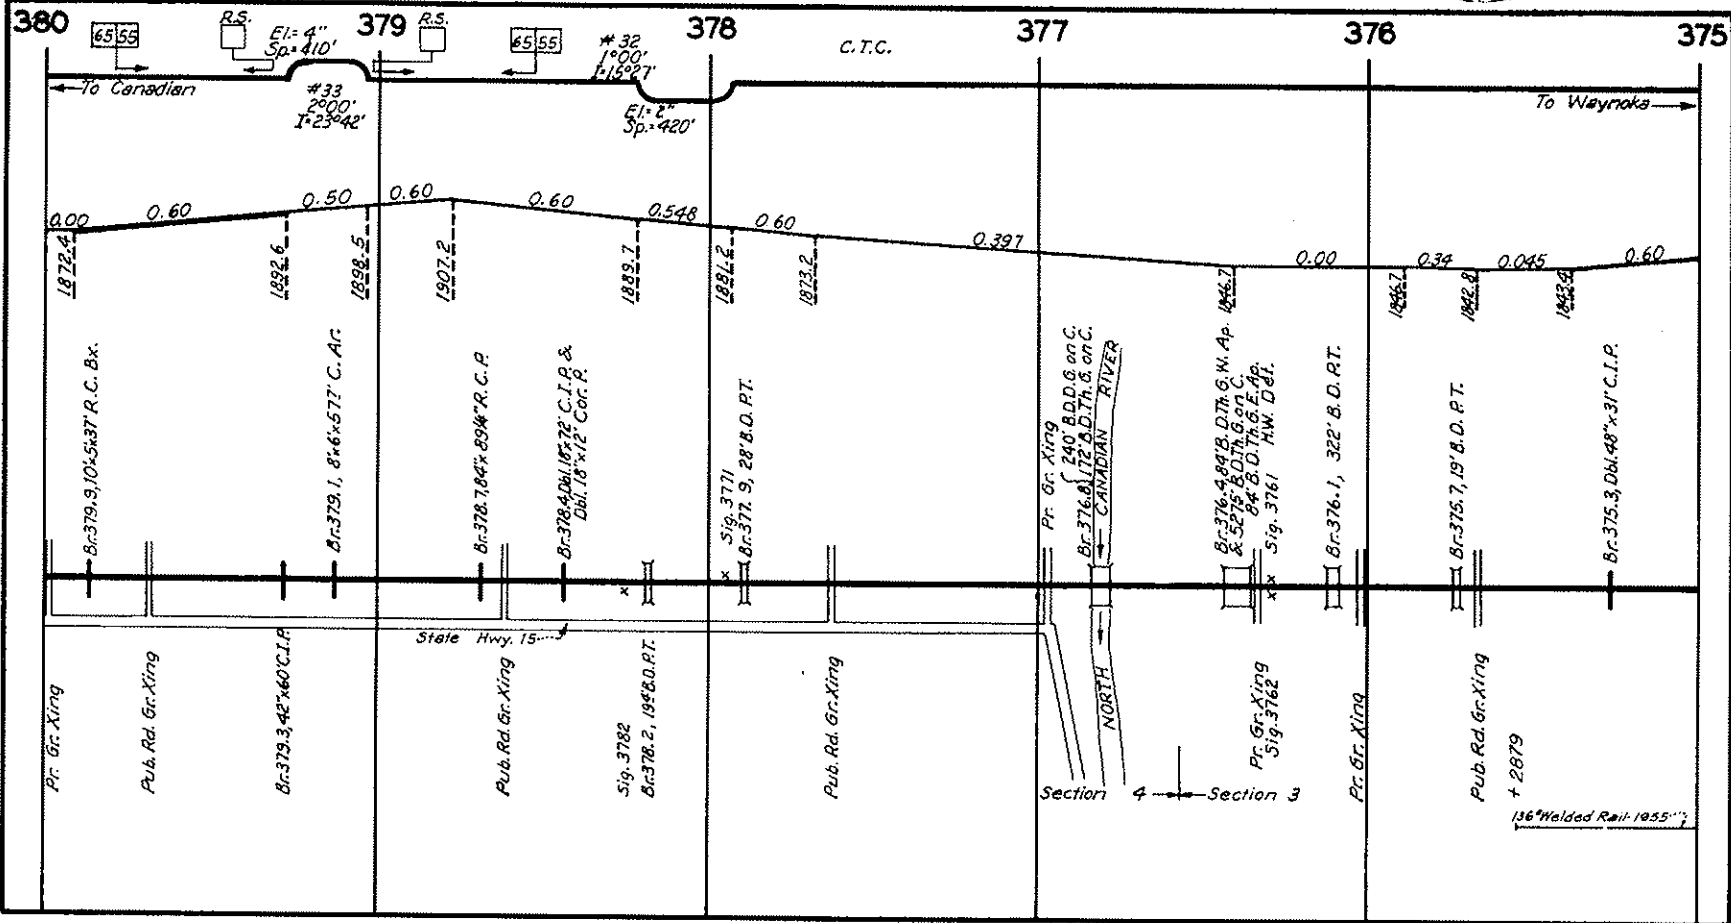 380
379
378
377
376
375
65 55
R.S.
El.= 4"
Sp.= 410'
R.S.
65 55
#32
1°00'
I=15°27'
C.T.C.
To Canadian
#33
2°00'
I=23°42'
Sp.=420'
To Waynoka
0.00
0.60
0.50
0.60
0.60
0.548
0.60
0.397
0.00
0.34
0.045
0.60
1872.4
1892.6
1898.5
1907.2
1889.7
1881.2
1873.2
1846.7
1846.7
1842.8
1843.4
Br.379.9,10'x5'x37' R.C. Bx.
Br.379.1, 8'x6'x57.7' C. Ar.
Br.378.7,84"x 89'4" R.C.P.
Br.378.4,Dbl.18"x72' C.I.P. &
Dbl.18"x12' Cor.P.
Sig. 3771
Br.377.9, 28' B.D.P.T.
Pr. Gr. Xing
240' B.D.D.G. on C.
Br.376.8 172' B.D.Th.G. on C.
CANADIAN RIVER
Br.376.4,84' B.D.Th.G.W. Ap.
& 527.5' B.D.Th.G. on C.
84' B.D.Th.G.E. Ap.
Sig. 3761 H.W. Det.
Br.376.1, 322' B.D.P.T.
Br.375.7, 19' B.D.P.T.
Br.375.3, Dbl.48"x31' C.I.P.
State Hwy. 15
Pr. Gr. Xing
Pub. Rd. Gr. Xing
Br.379.3,42"x60' C.I.P.
Pub. Rd. Gr. Xing
Sig. 3782
Br.378.2, B.D.P.T.
Pub. Rd. Gr. Xing
NORTH
Section 4
Section 3
Pr. Gr. Xing
Sig. 3762
Pr. Gr. Xing
Pub. Rd. Gr. Xing
+2879
136# Welded Rail-1955